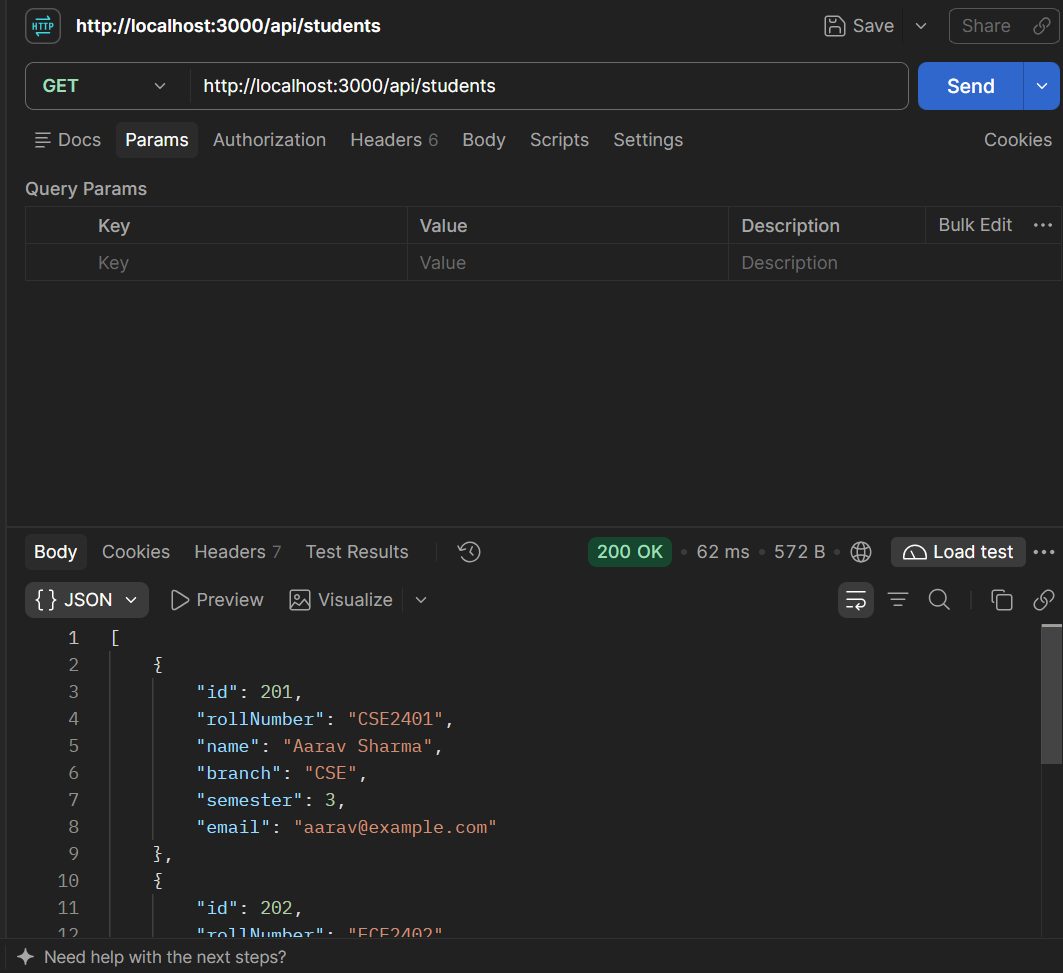 HTTP http://localhost:3000/api/students Save Share
GET http://localhost:3000/api/students Send
Docs Params Authorization Headers 6 Body Scripts Settings Cookies
Query Params
Key Value Description Bulk Edit
Key Value Description
Body Cookies Headers 7 Test Results 200 OK 62 ms 572 B Load test
{} JSON Preview Visualize
1 [
2 {
3 "id": 201,
4 "rollNumber": "CSE2401",
5 "name": "Aarav Sharma",
6 "branch": "CSE",
7 "semester": 3,
8 "email": "aarav@example.com"
9 },
10 {
11 "id": 202,
12 "rollNumber": "ECE2402"
Need help with the next steps?